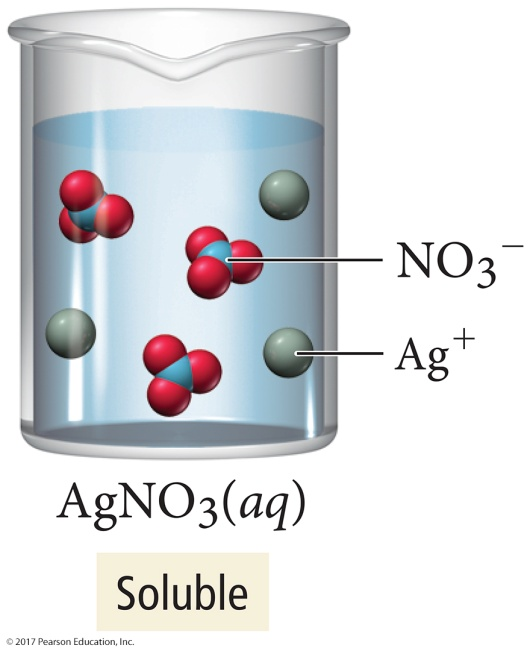 NO₃⁻
Ag⁺
AgNO₃(aq)
Soluble
© 2017 Pearson Education, Inc.